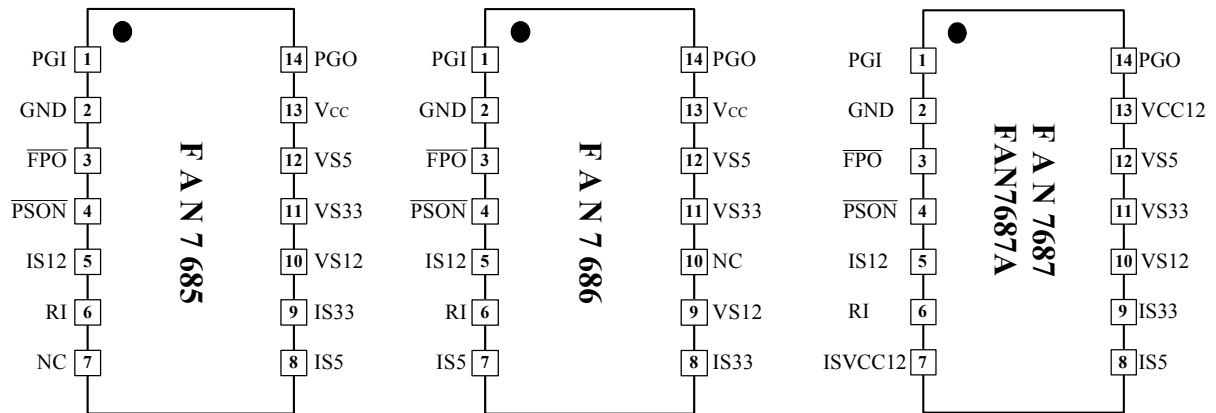 PGI 1 14 PGO
GND 2 13 Vcc
FPO 3 12 VS5
PSON 4 11 VS33
IS12 5 10 VS12
RI 6 9 IS33
NC 7 8 IS5
FAN7685
PGI 1 14 PGO
GND 2 13 Vcc
FPO 3 12 VS5
PSON 4 11 VS33
IS12 5 10 NC
RI 6 9 VS12
IS5 7 8 IS33
FAN7686
PGI 1 14 PGO
GND 2 13 VCC12
FPO 3 12 VS5
PSON 4 11 VS33
IS12 5 10 VS12
RI 6 9 IS33
ISVCC12 7 8 IS5
FAN7687
FAN7687A